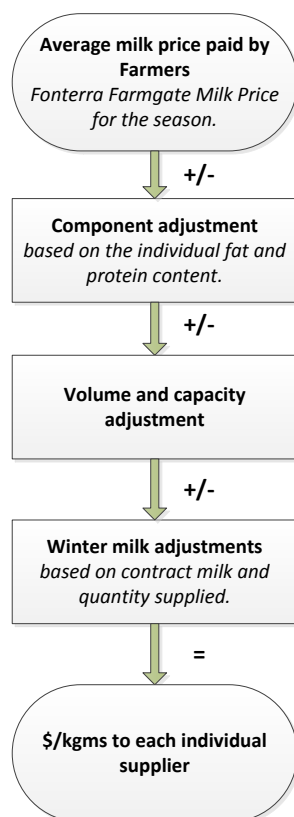 Average milk price paid by
Farmers
Fonterra Farmgate Milk Price
for the season.
+/-
Component adjustment
based on the individual fat and
protein content.
+/-
Volume and capacity
adjustment
+/-
Winter milk adjustments
based on contract milk and
quantity supplied.
=
$/kgms to each individual
supplier